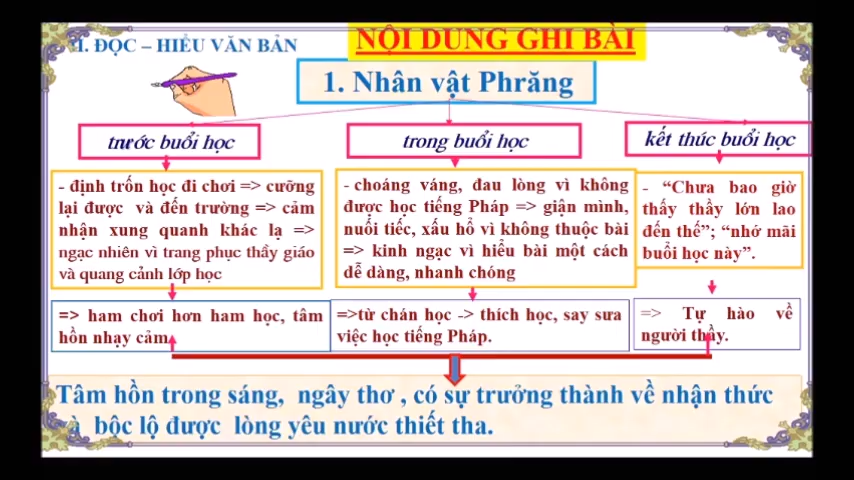 I. ĐỌC – HIỂU VĂN BẢN
NỘI DUNG GHI BÀI
1. Nhân vật Phrăng
trước buổi học
trong buổi học
kết thúc buổi học
- định trốn học đi chơi => cưỡng
lại được và đến trường => cảm
nhận xung quanh khác lạ =>
ngạc nhiên vì trang phục thầy giáo
và quang cảnh lớp học
- choáng váng, đau lòng vì không
được học tiếng Pháp => giận mình,
nuối tiếc, xấu hổ vì không thuộc bài
=> kinh ngạc vì hiểu bài một cách
dễ dàng, nhanh chóng
- “Chưa bao giờ
thấy thầy lớn lao
đến thế”; “nhớ mãi
buổi học này”.
=> ham chơi hơn ham học, tâm
hồn nhạy cảm
=>từ chán học -> thích học, say sưa
việc học tiếng Pháp.
=> Tự hào về
người thầy.
Tâm hồn trong sáng, ngây thơ , có sự trưởng thành về nhận thức
và bộc lộ được lòng yêu nước thiết tha.